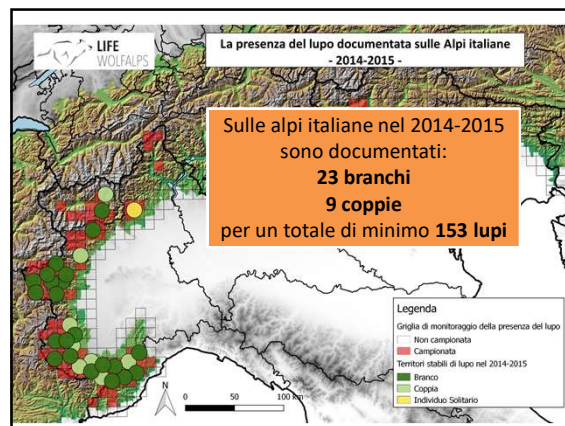 LIFE
WOLFALPS
La presenza del lupo documentata sulle Alpi italiane
- 2014-2015 -
Sulle alpi italiane nel 2014-2015
sono documentati:
23 branchi
9 coppie
per un totale di minimo 153 lupi
Legenda
Griglia di monitoraggio della presenza del lupo
Non campionata
Campionata
Territori stabili di lupo nel 2014-2015
Branco
Coppia
Individuo Solitario
N
0 50 100 km